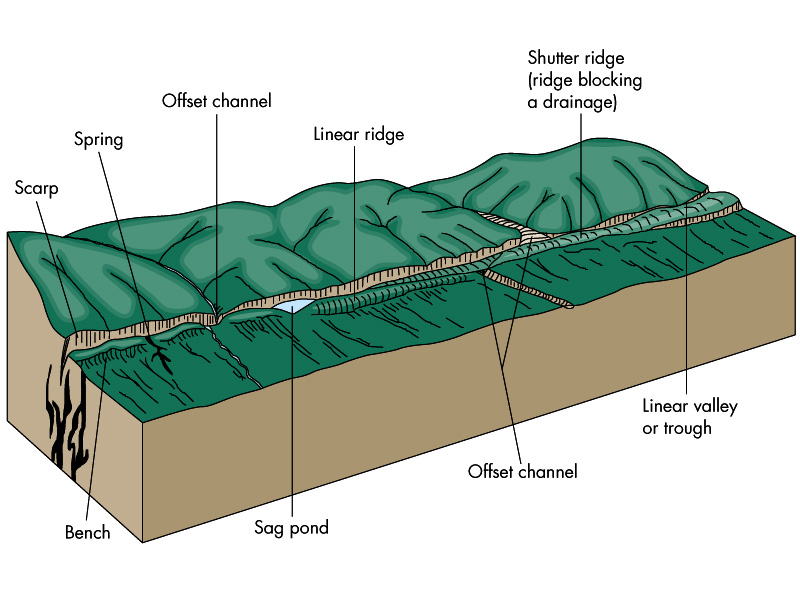 Shutter ridge
(ridge blocking
a drainage)
Offset channel
Linear ridge
Spring
Scarp
Linear valley
or trough
Offset channel
Sag pond
Bench